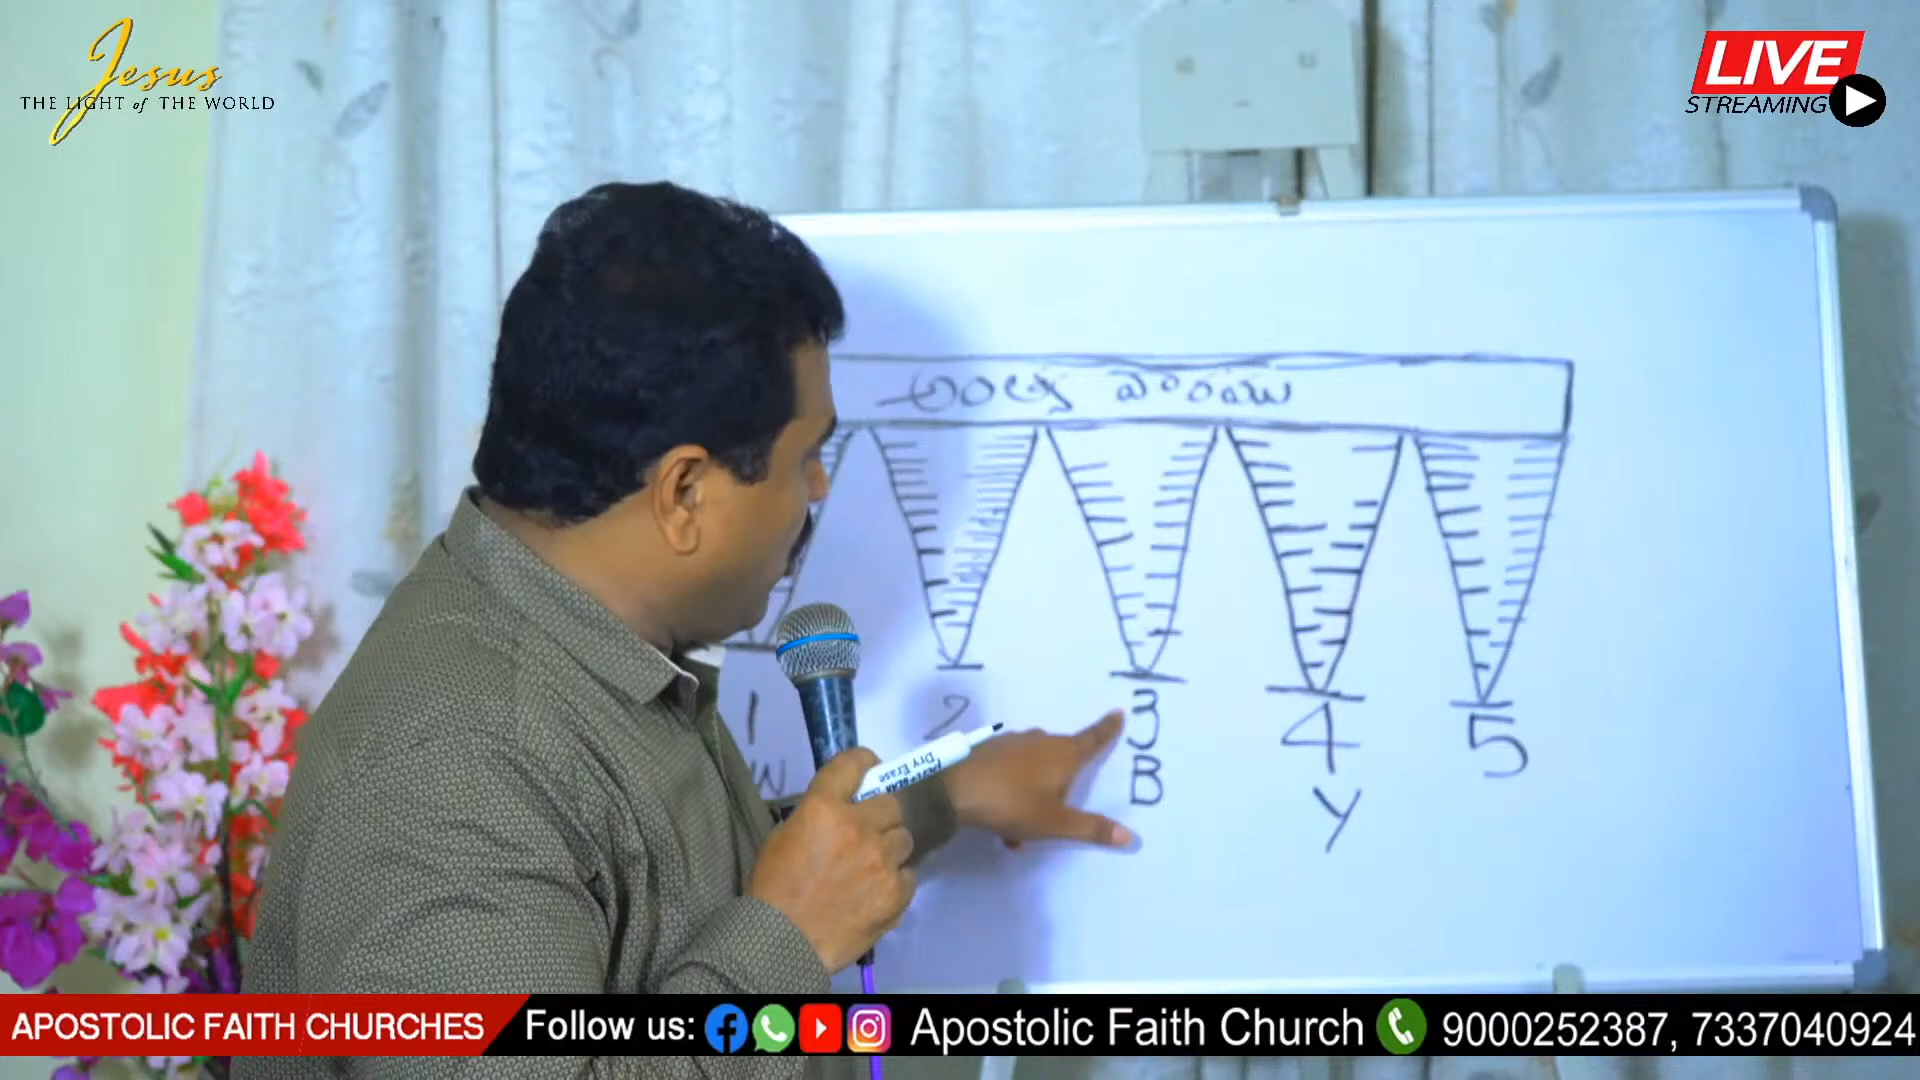 Jesus
THE LIGHT of THE WORLD
LIVE
STREAMING
అంత్య వారము
1 2 3 4 5
W B Y
Dry Erase
APOSTOLIC FAITH CHURCHES
Follow us: Apostolic Faith Church 9000252387, 7337040924